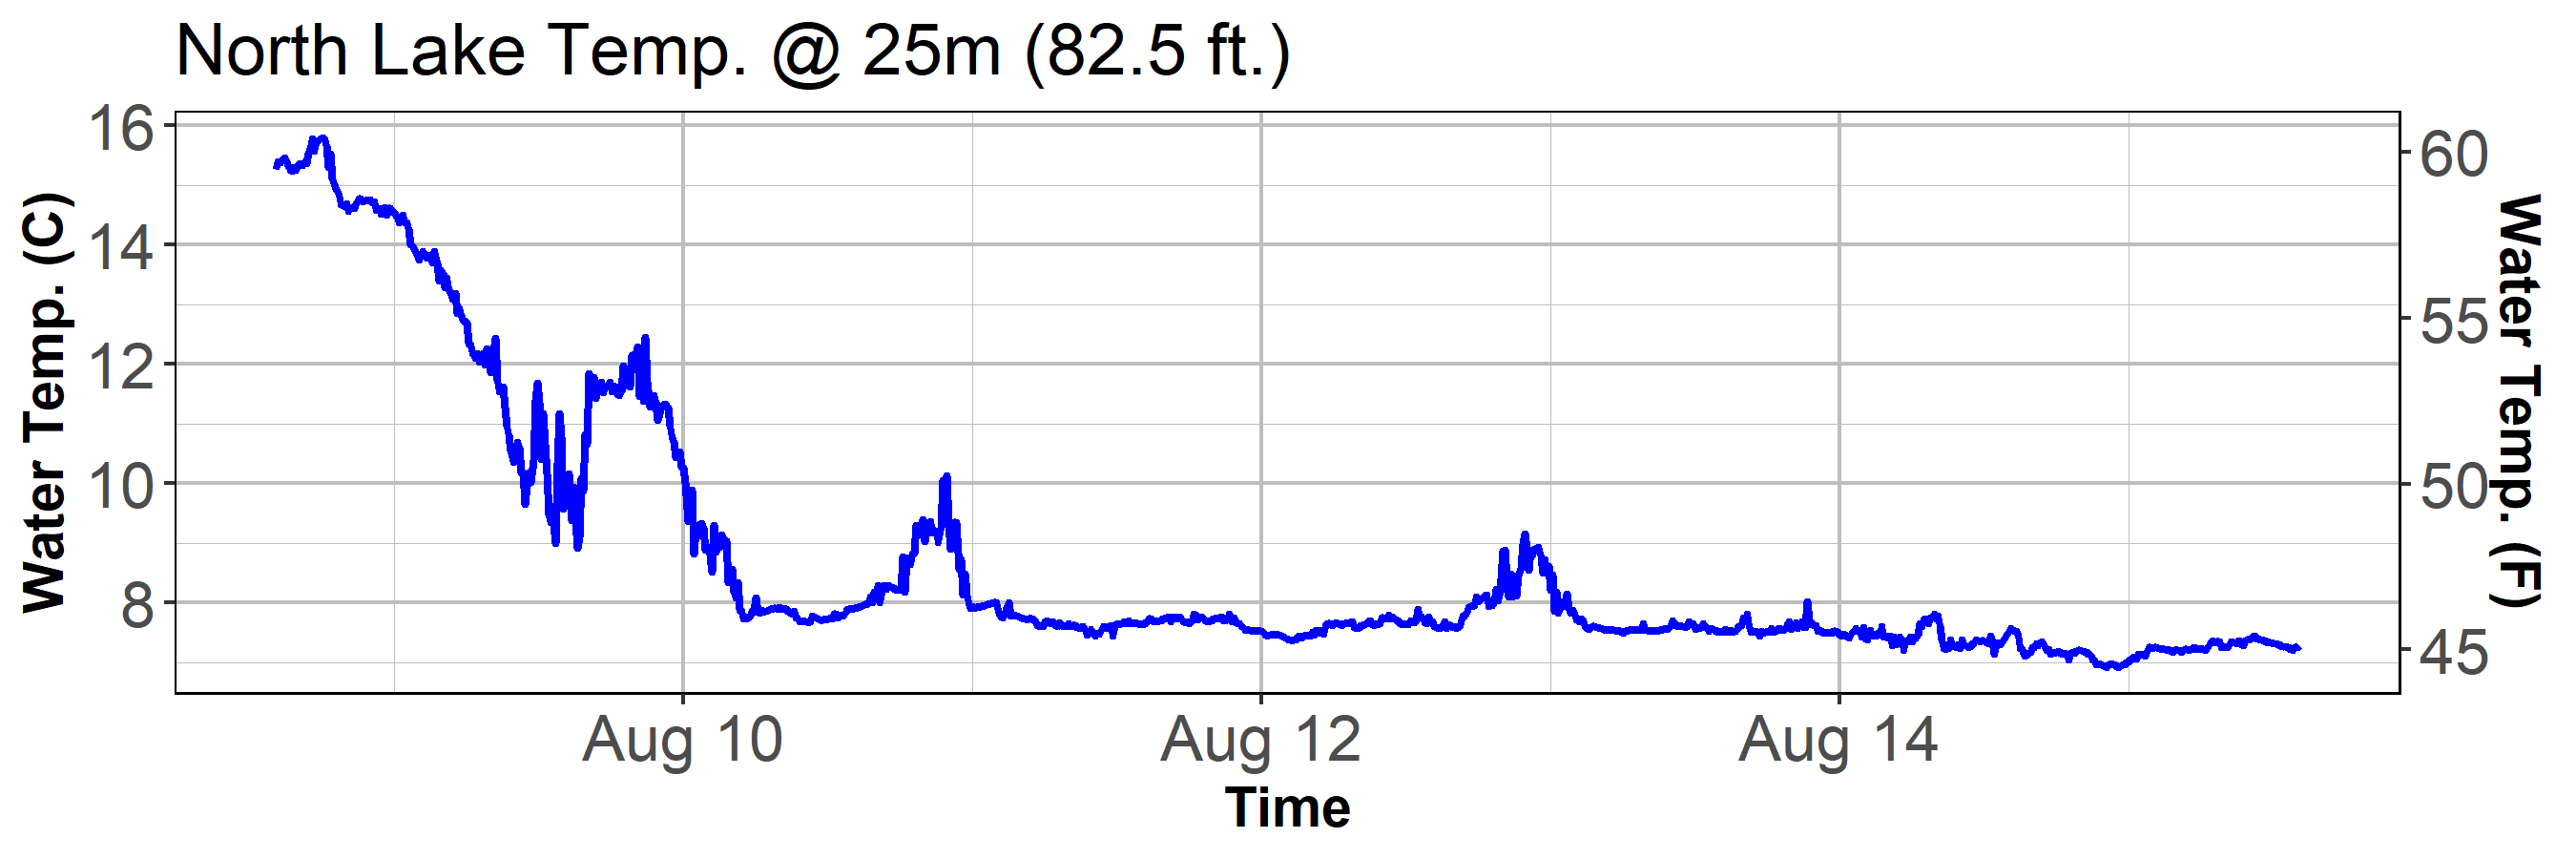 North Lake Temp. @ 25m (82.5 ft.)
Water Temp. (C)
16
14
12
10
8
60
55
50
45
Water Temp. (F)
Aug 10
Aug 12
Aug 14
Time